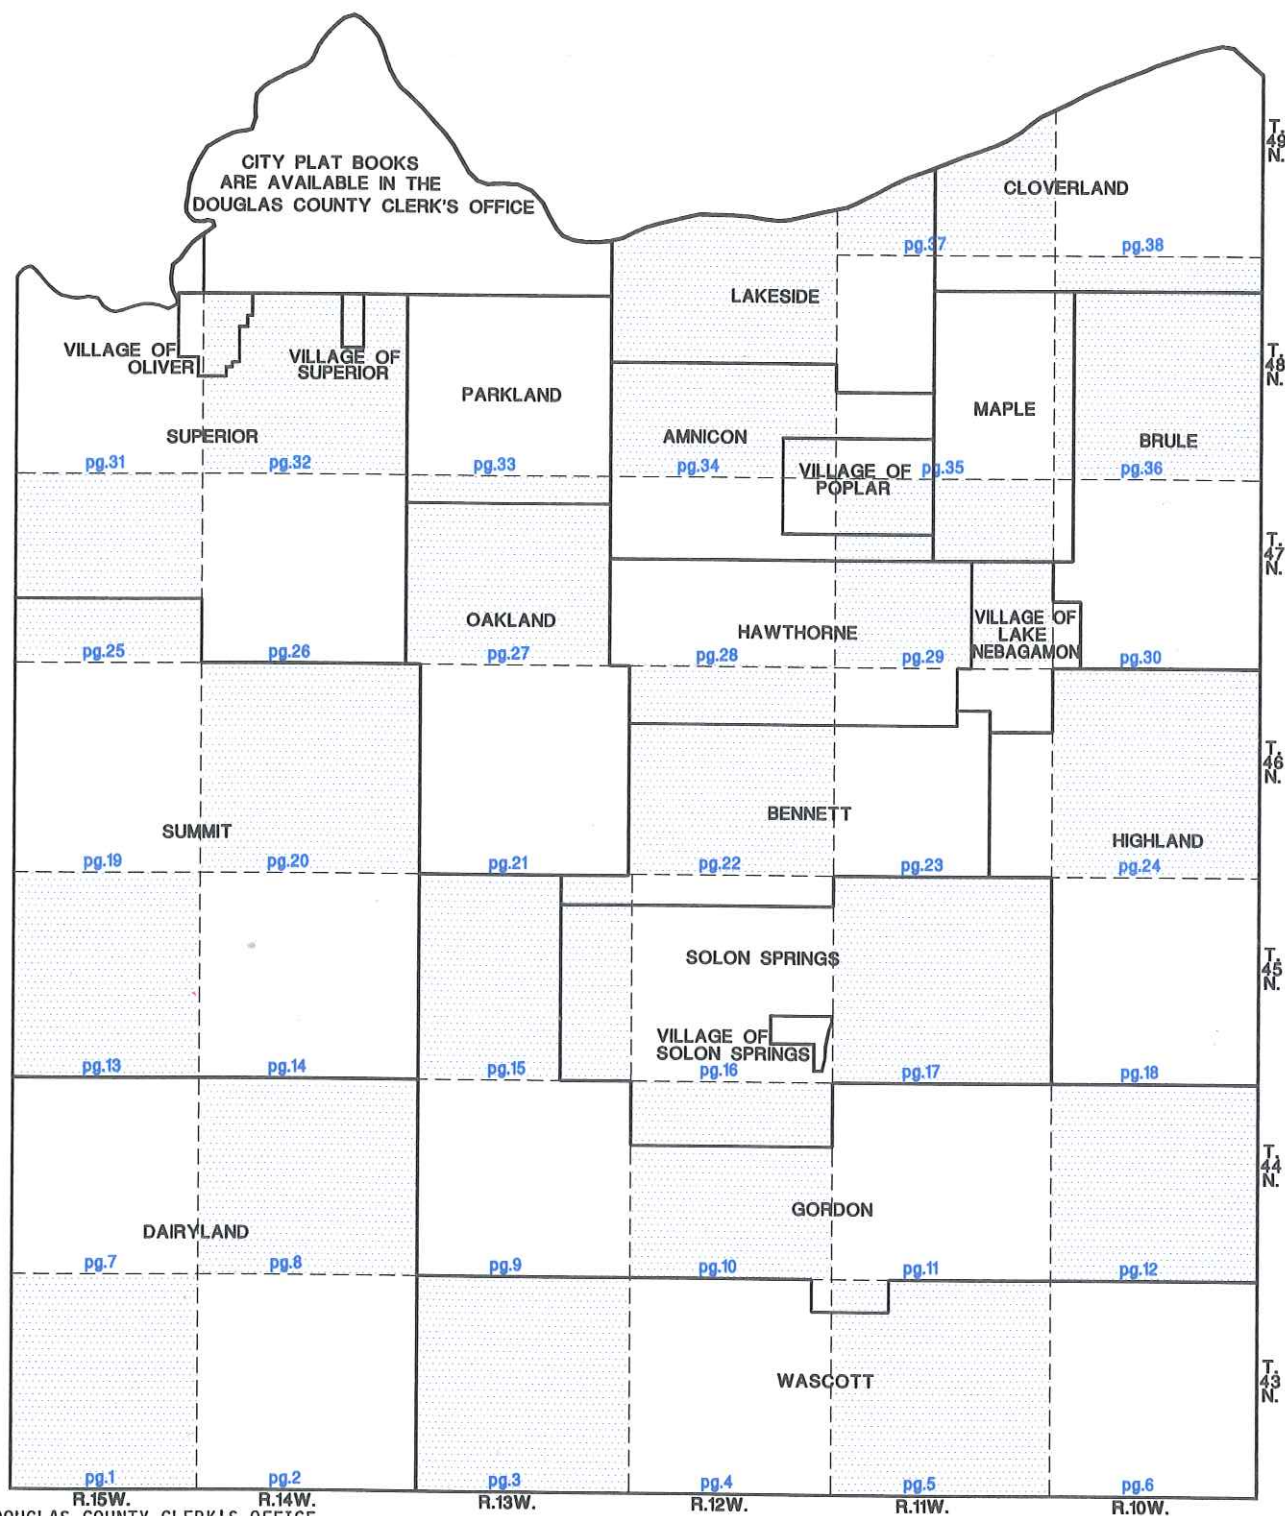 CITY PLAT BOOKS
ARE AVAILABLE IN THE
DOUGLAS COUNTY CLERK'S OFFICE
T.
49
N.
CLOVERLAND
pg.37
pg.38
LAKESIDE
VILLAGE OF
OLIVER
VILLAGE OF
SUPERIOR
T.
48
N.
PARKLAND
MAPLE
SUPERIOR
AMNICON
BRULE
pg.31
pg.32
pg.33
pg.34
VILLAGE OF
POPLAR
pg.35
pg.36
T.
47
N.
OAKLAND
HAWTHORNE
VILLAGE OF
LAKE
NEBAGAMON
pg.25
pg.26
pg.27
pg.28
pg.29
pg.30
T.
46
N.
SUMMIT
BENNETT
HIGHLAND
pg.19
pg.20
pg.21
pg.22
pg.23
pg.24
SOLON SPRINGS
T.
45
N.
VILLAGE OF
SOLON SPRINGS
pg.13
pg.14
pg.15
pg.16
pg.17
pg.18
T.
44
N.
DAIRYLAND
GORDON
pg.7
pg.8
pg.9
pg.10
pg.11
pg.12
WASCOTT
T.
43
N.
pg.1
pg.2
pg.3
pg.4
pg.5
pg.6
R.15W.
R.14W.
R.13W.
R.12W.
R.11W.
R.10W.
DOUGLAS COUNTY CLERK'S OFFICE